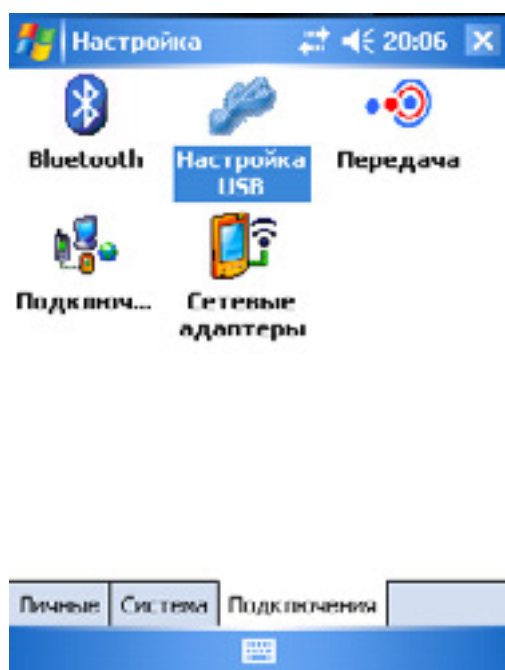 Настройка 20:06
Bluetooth Настройка Передача
USB
Подключ... Сетевые
адаптеры
Личные Система Подключения